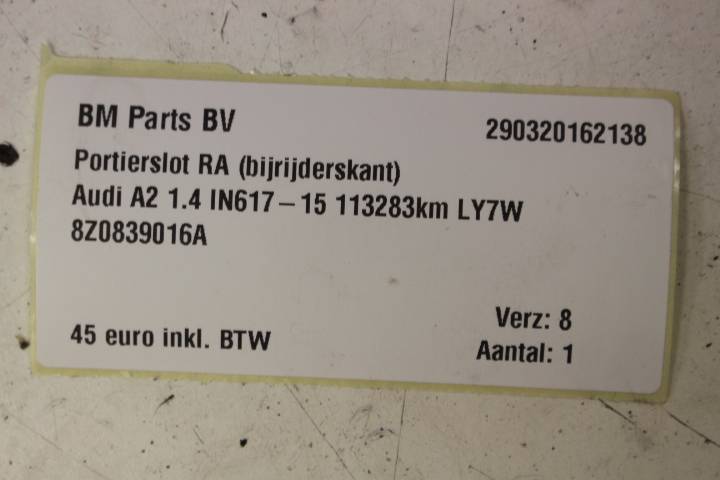 BM Parts BV
290320162138
Portierslot RA (bijrijderskant)
Audi A2 1.4 IN617-15 113283km LY7W
8Z0839016A
Verz: 8
45 euro inkl. BTW
Aantal: 1